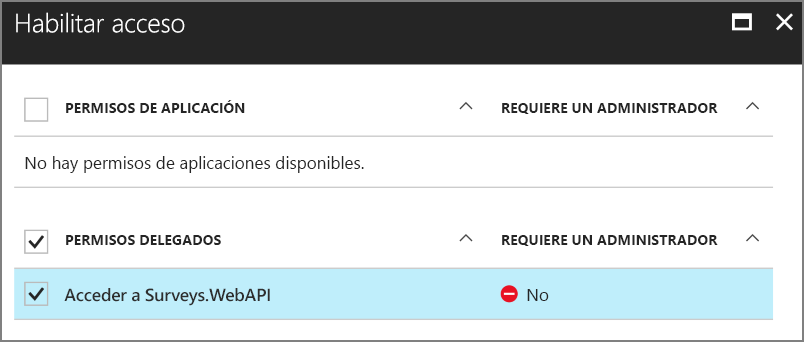 Habilitar acceso
PERMISOS DE APLICACIÓN REQUIERE UN ADMINISTRADOR
No hay permisos de aplicaciones disponibles.
PERMISOS DELEGADOS REQUIERE UN ADMINISTRADOR
Acceder a Surveys.WebAPI No